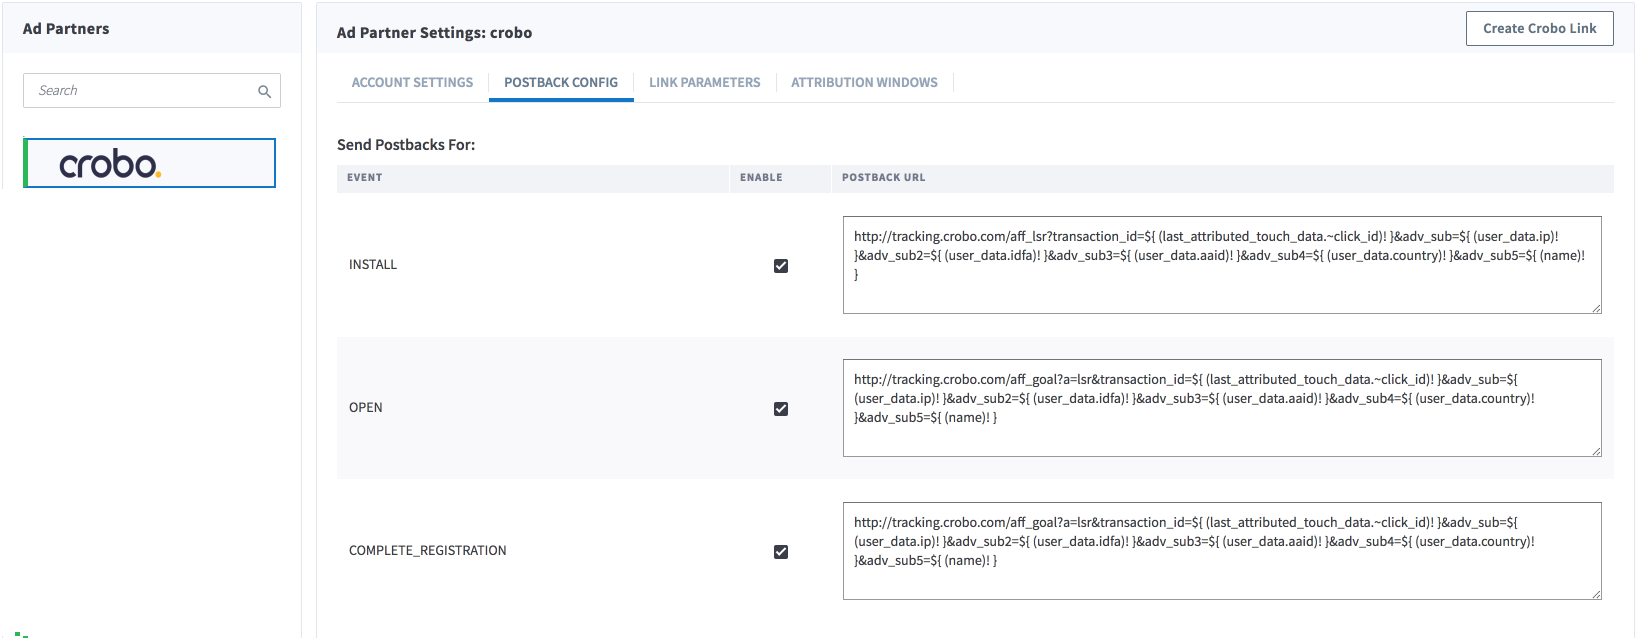 Ad Partners
Search
crobo.
Ad Partner Settings: crobo
Create Crobo Link
ACCOUNT SETTINGS
POSTBACK CONFIG
LINK PARAMETERS
ATTRIBUTION WINDOWS
Send Postbacks For:
EVENT
ENABLE
POSTBACK URL
INSTALL
http://tracking.crobo.com/aff_lsr?transaction_id=${ (last_attributed_touch_data.~click_id)! }&adv_sub=${ (user_data.ip)!
}&adv_sub2=${ (user_data.idfa)! }&adv_sub3=${ (user_data.aaid)! }&adv_sub4=${ (user_data.country)! }&adv_sub5=${ (name)!
}
OPEN
http://tracking.crobo.com/aff_goal?a=lsr&transaction_id=${ (last_attributed_touch_data.~click_id)! }&adv_sub=${
(user_data.ip)! }&adv_sub2=${ (user_data.idfa)! }&adv_sub3=${ (user_data.aaid)! }&adv_sub4=${ (user_data.country)!
}&adv_sub5=${ (name)! }
COMPLETE_REGISTRATION
http://tracking.crobo.com/aff_goal?a=lsr&transaction_id=${ (last_attributed_touch_data.~click_id)! }&adv_sub=${
(user_data.ip)! }&adv_sub2=${ (user_data.idfa)! }&adv_sub3=${ (user_data.aaid)! }&adv_sub4=${ (user_data.country)!
}&adv_sub5=${ (name)! }